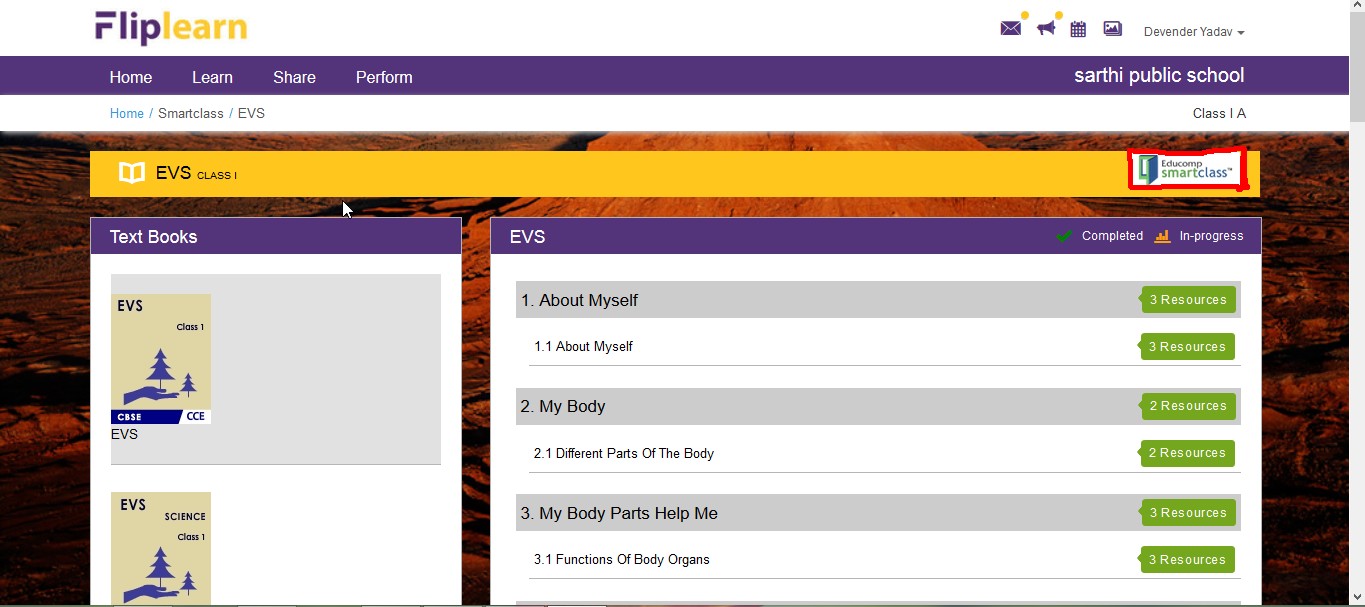 Fliplearn
Devender Yadav
Home Learn Share Perform
sarthi public school
Home / Smartclass / EVS
Class I A
EVS CLASS I
Educomp
smartclass™
Text Books
EVS
Class 1
CBSE CCE
EVS
EVS
SCIENCE
Class 1
EVS
Completed In-progress
1. About Myself 3 Resources
1.1 About Myself 3 Resources
2. My Body 2 Resources
2.1 Different Parts Of The Body 2 Resources
3. My Body Parts Help Me 3 Resources
3.1 Functions Of Body Organs 3 Resources